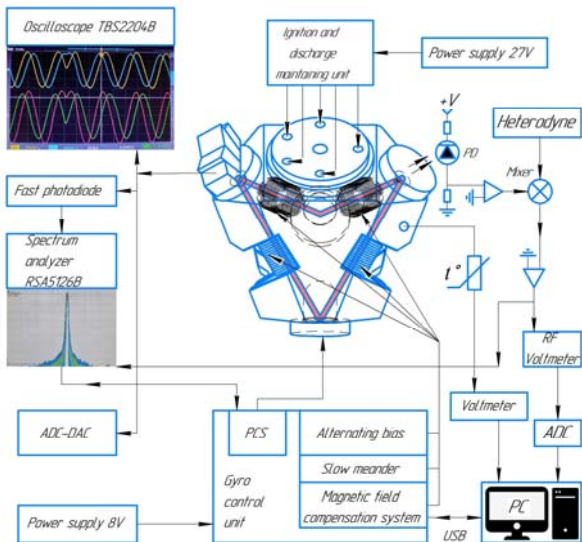 Oscilloscope TBS2204B
Ignition and
discharge
maintaining unit
Power supply 27V
+V
PD
Heterodyne
Mixer
Fast photodiode
Spectrum
analyzer
RSA5126B
t°
RF
Voltmeter
Voltmeter
ADC
ADC-DAC
PCS
Gyro
control
unit
Alternating bias
Slow meander
Magnetic field
compensation system
Power supply 8V
USB
PC